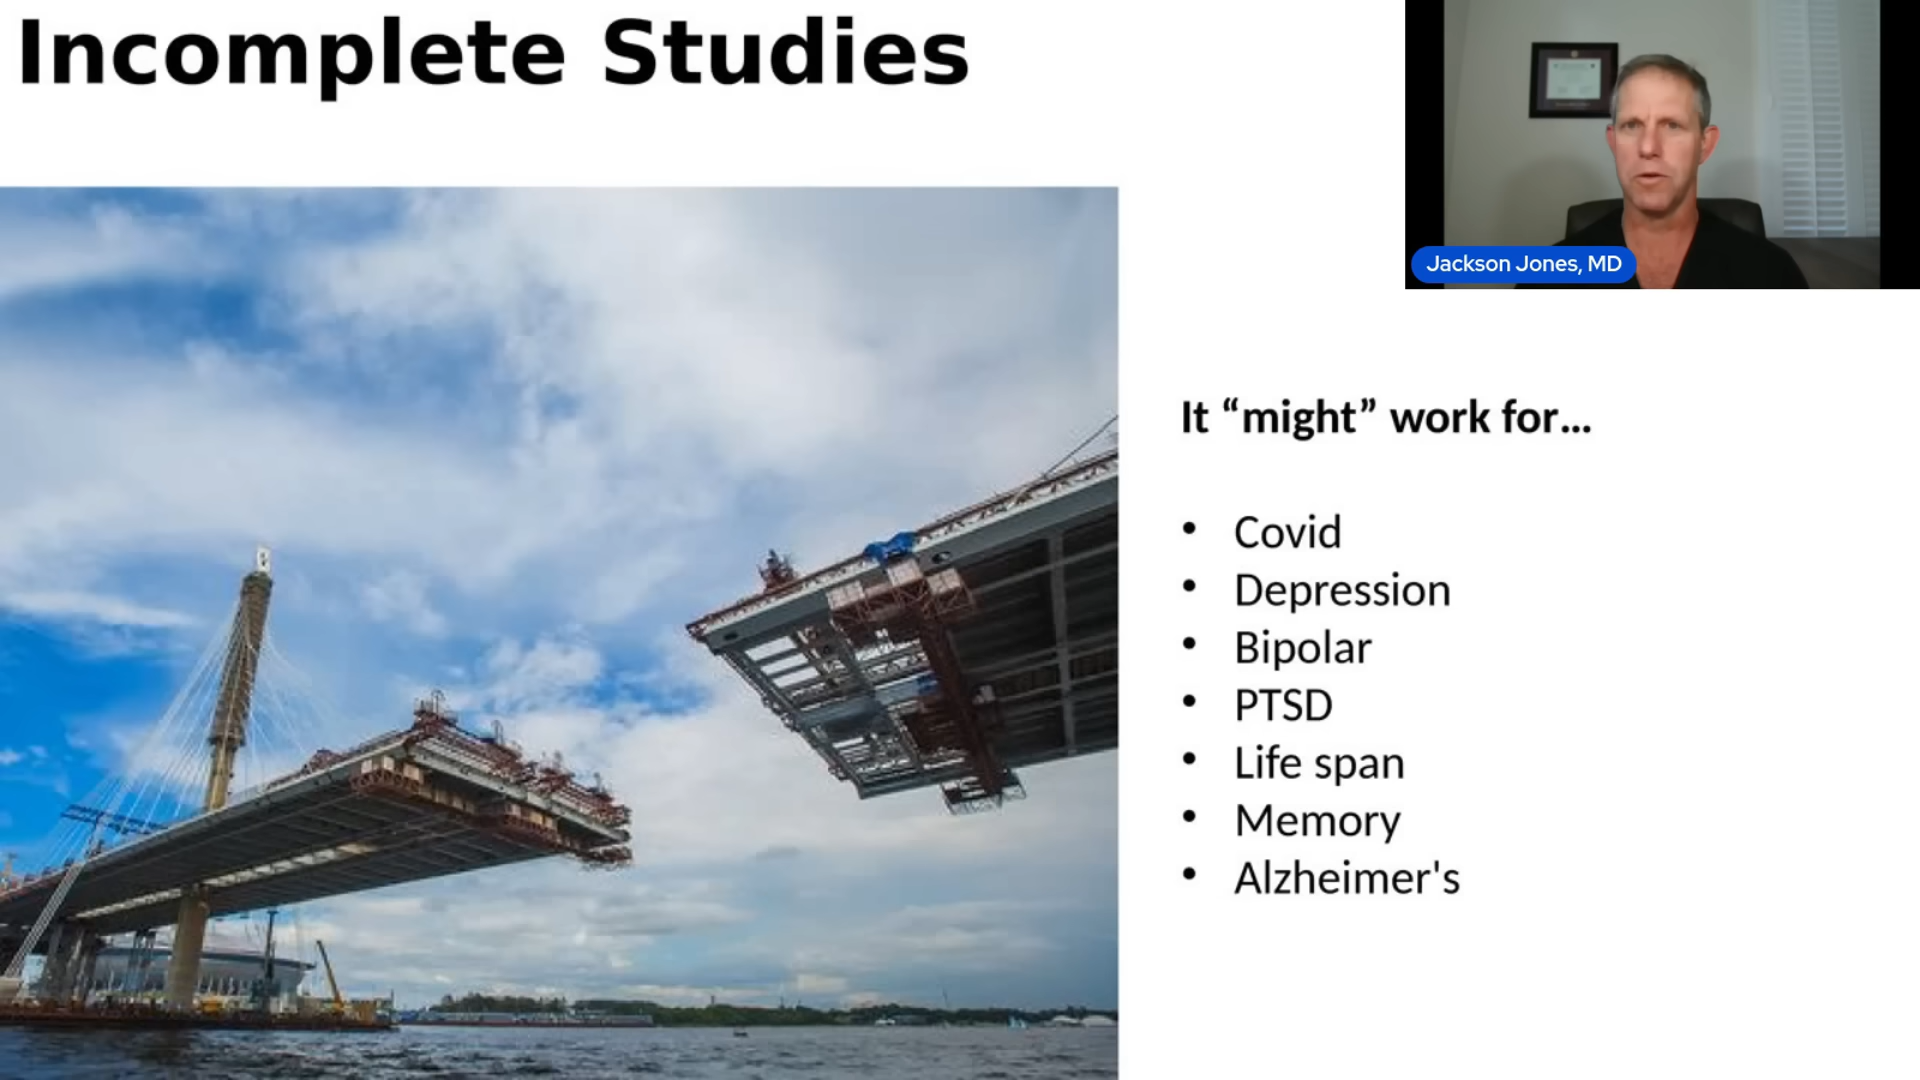 Incomplete Studies
Jackson Jones, MD
It “might” work for…
• Covid
• Depression
• Bipolar
• PTSD
• Life span
• Memory
• Alzheimer's